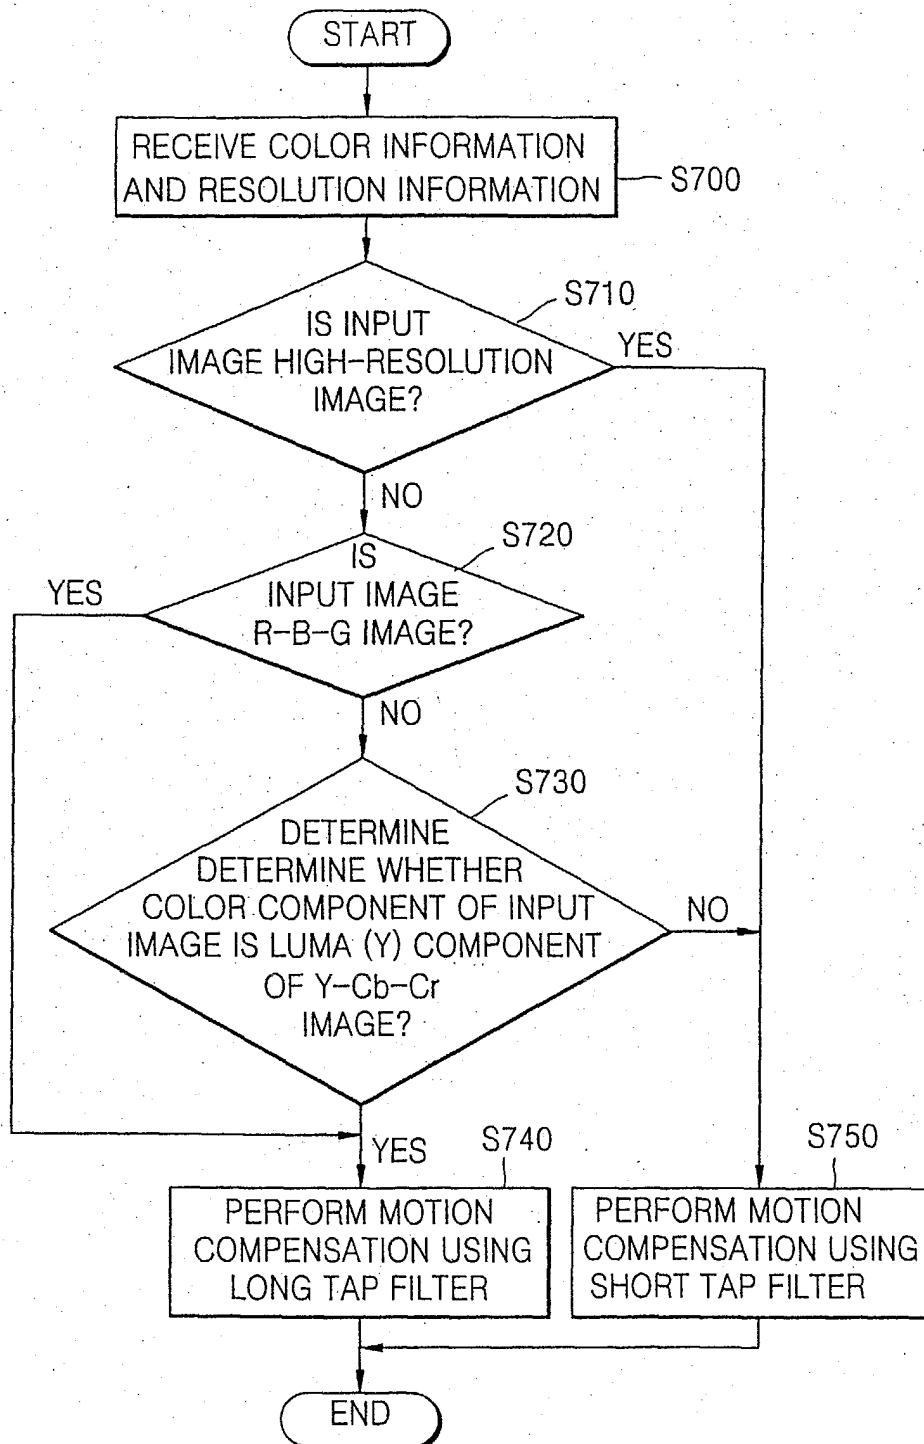 START
RECEIVE COLOR INFORMATION
AND RESOLUTION INFORMATION
S700
S710
IS INPUT
IMAGE HIGH-RESOLUTION
IMAGE?
YES
NO
S720
IS
INPUT IMAGE
R-B-G IMAGE?
YES
NO
S730
DETERMINE
DETERMINE WHETHER
COLOR COMPONENT OF INPUT
IMAGE IS LUMA (Y) COMPONENT
OF Y-Cb-Cr
IMAGE?
NO
YES
S740
PERFORM MOTION
COMPENSATION USING
LONG TAP FILTER
S750
PERFORM MOTION
COMPENSATION USING
SHORT TAP FILTER
END